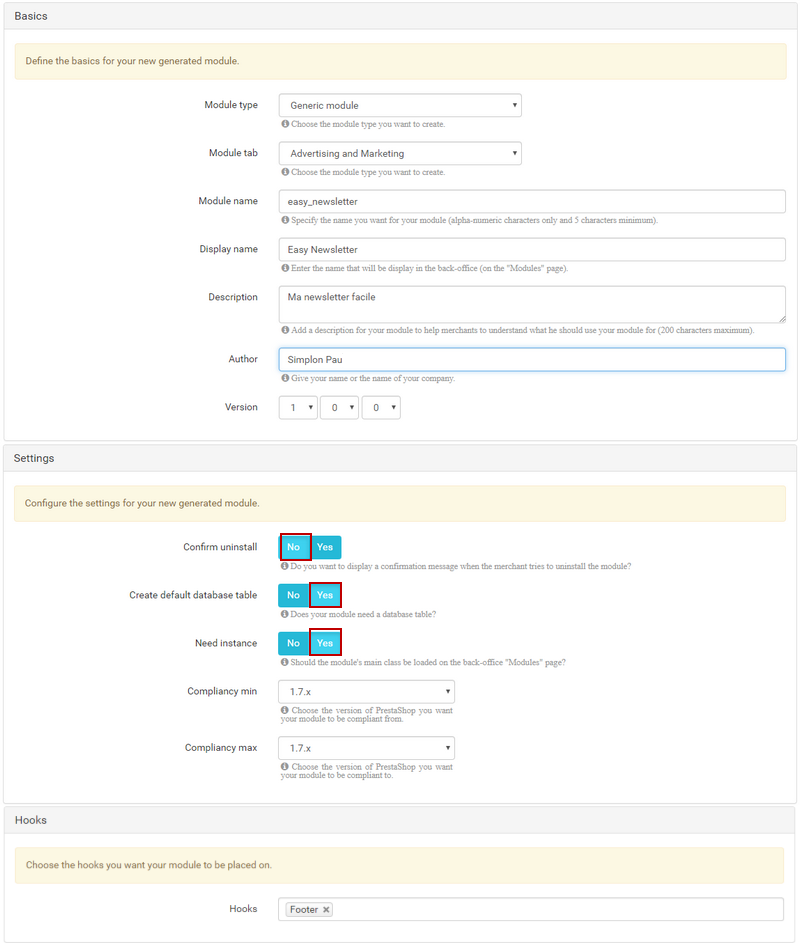 Basics
Define the basics for your new generated module.
Module type
Generic module
Choose the module type you want to create.
Module tab
Advertising and Marketing
Choose the module type you want to create.
Module name
easy_newsletter
Specify the name you want for your module (alpha-numeric characters only and 5 characters minimum).
Display name
Easy Newsletter
Enter the name that will be display in the back-office (on the "Modules" page).
Description
Ma newsletter facile
Add a description for your module to help merchants to understand what he should use your module for (200 characters maximum).
Author
Simplon Pau
Give your name or the name of your company.
Version
1 0 0
Settings
Configure the settings for your new generated module.
Confirm uninstall
No Yes
Do you want to display a confirmation message when the merchant tries to uninstall the module?
Create default database table
No Yes
Does your module need a database table?
Need instance
No Yes
Should the module's main class be loaded on the back-office "Modules" page?
Compliancy min
1.7.x
Choose the version of PrestaShop you want
your module to be compliant from.
Compliancy max
1.7.x
Choose the version of PrestaShop you want
your module to be compliant to.
Hooks
Choose the hooks you want your module to be placed on.
Hooks
Footer ×